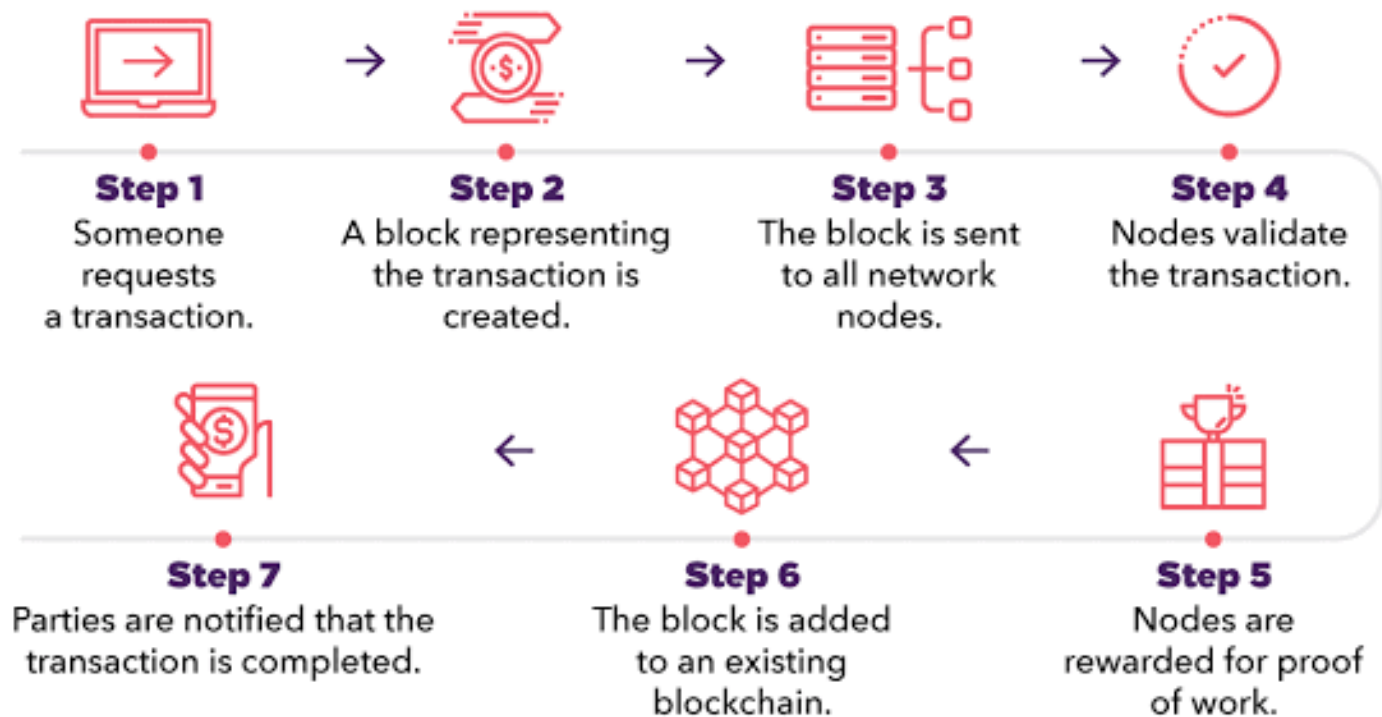 Step 1
Someone
requests
a transaction.
Step 2
A block representing
the transaction is
created.
Step 3
The block is sent
to all network
nodes.
Step 4
Nodes validate
the transaction.
Step 5
Nodes are
rewarded for proof
of work.
Step 6
The block is added
to an existing
blockchain.
Step 7
Parties are notified that the
transaction is completed.